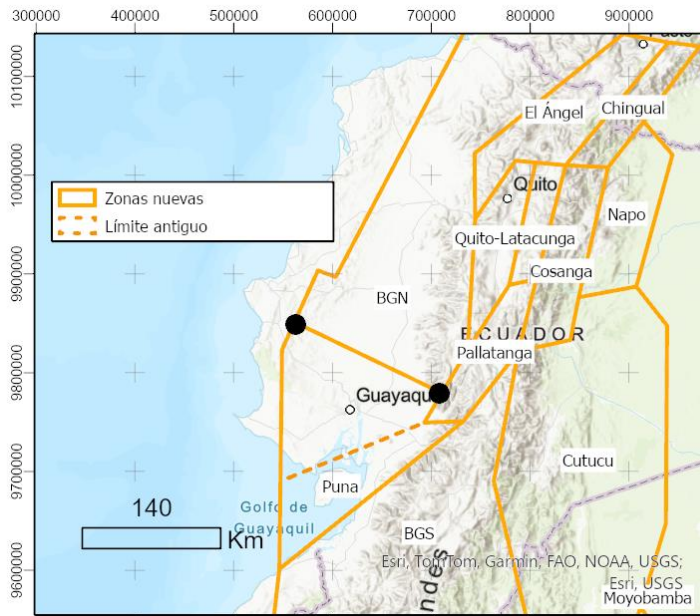 300000 400000 500000 600000 700000 800000 900000
10100000
10000000
9900000
9800000
9700000
9600000
El Ángel
Chingual
Zonas nuevas
Límite antiguo
Quito
Napo
Quito-Latacunga
Cosanga
BGN
ECUADOR
Pallatanga
Guayaqu
Cutucu
Puna
140
Km
Golfo de
Guayaquil
BGS
ndes
Esri, TomTom, Garmin, FAO, NOAA, USGS;
Esri, USGS
Moyobamba